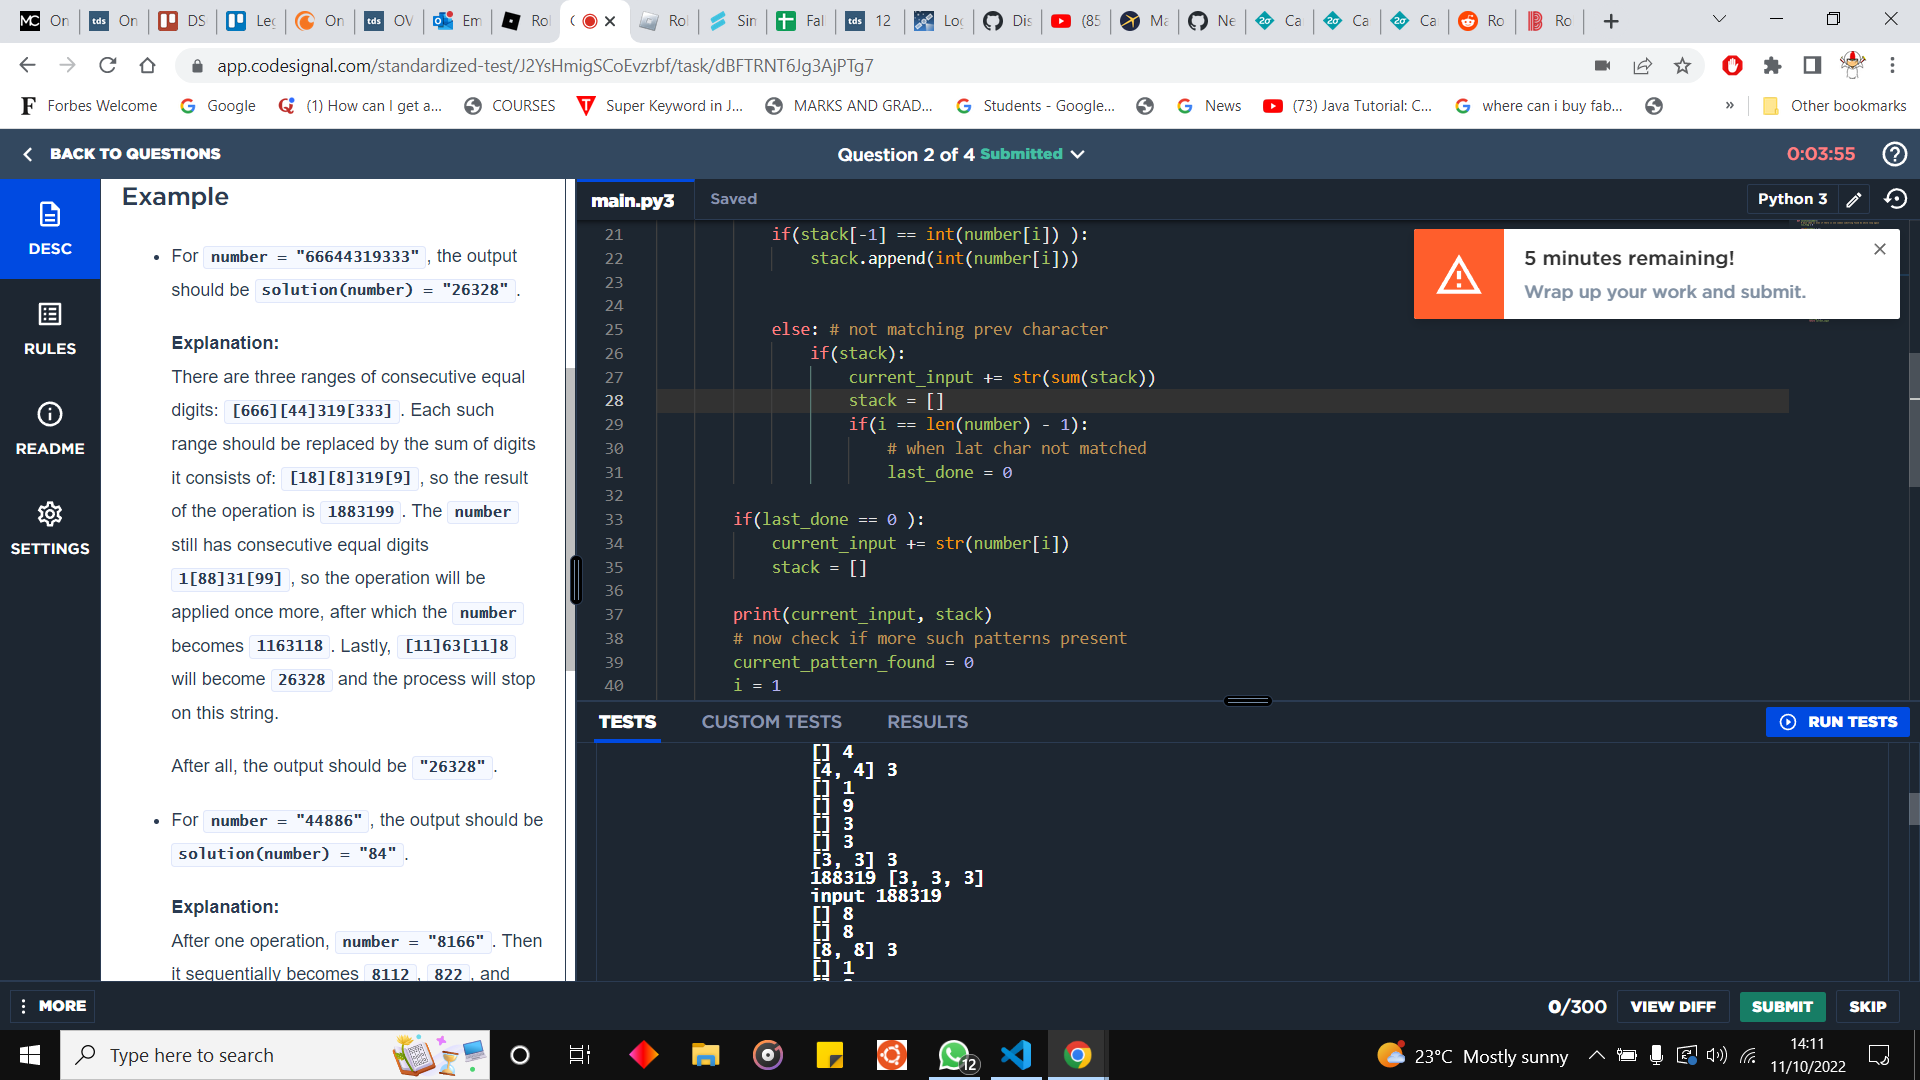 On
On
DS
Leg
On
OV
Em
Rol
Rol
Sin
Fal
12
Log
Dis
(85
Ma
Ne
Ca
Ca
Ca
Ro
Ro
app.codesignal.com/standardized-test/J2YsHmigSCoEvzrbf/task/dBFTRNT6Jg3AjPTg7
Forbes Welcome
Google
(1) How can I get a...
COURSES
Super Keyword in J...
MARKS AND GRAD...
Students - Google...
News
(73) Java Tutorial: C...
where can i buy fab...
»
Other bookmarks
BACK TO QUESTIONS
Question 2 of 4 Submitted
0:03:55
DESC
RULES
README
SETTINGS
Example
For number = "66644319333" , the output
should be solution(number) = "26328" .
Explanation:
There are three ranges of consecutive equal
digits: [666][44]319[333] . Each such
range should be replaced by the sum of digits
it consists of: [18][8]319[9] , so the result
of the operation is 1883199 . The number
still has consecutive equal digits
1[88]31[99] , so the operation will be
applied once more, after which the number
becomes 1163118 . Lastly, [11]63[11]8
will become 26328 and the process will stop
on this string.
After all, the output should be "26328" .
For number = "44886" , the output should be
solution(number) = "84" .
Explanation:
After one operation, number = "8166" . Then
it sequentially becomes 8112 , 822 , and
main.py3
Saved
Python 3
21 if(stack[-1] == int(number[i]) ):
22 stack.append(int(number[i]))
23
24
25 else: # not matching prev character
26 if(stack):
27 current_input += str(sum(stack))
28 stack = []
29 if(i == len(number) - 1):
30 # when lat char not matched
31 last_done = 0
32
33 if(last_done == 0 ):
34 current_input += str(number[i])
35 stack = []
36
37 print(current_input, stack)
38 # now check if more such patterns present
39 current_pattern_found = 0
40 i = 1
5 minutes remaining!
Wrap up your work and submit.
TESTS
CUSTOM TESTS
RESULTS
RUN TESTS
[] 4
[4, 4] 3
[] 1
[] 9
[] 3
[] 3
[3, 3] 3
188319 [3, 3, 3]
input 188319
[] 8
[] 8
[8, 8] 3
[] 1
MORE
0/300
VIEW DIFF
SUBMIT
SKIP
Type here to search
12
23°C Mostly sunny
14:11
11/10/2022